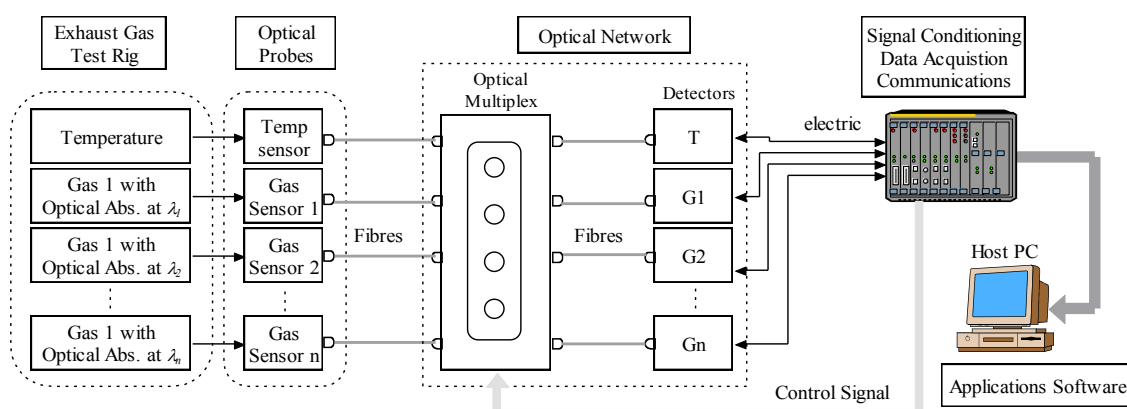 Exhaust Gas
Test Rig
Optical
Probes
Optical Network
Signal Conditioning
Data Acquistion
Communications
Optical
Multiplex
Detectors
Temperature
Temp
sensor
T
electric
Gas 1 with
Optical Abs. at λ1
Gas
Sensor 1
G1
Gas 1 with
Optical Abs. at λ2
Gas
Sensor 2
Fibres
Fibres
G2
Host PC
Gas 1 with
Optical Abs. at λn
Gas
Sensor n
Gn
Control Signal
Applications Software